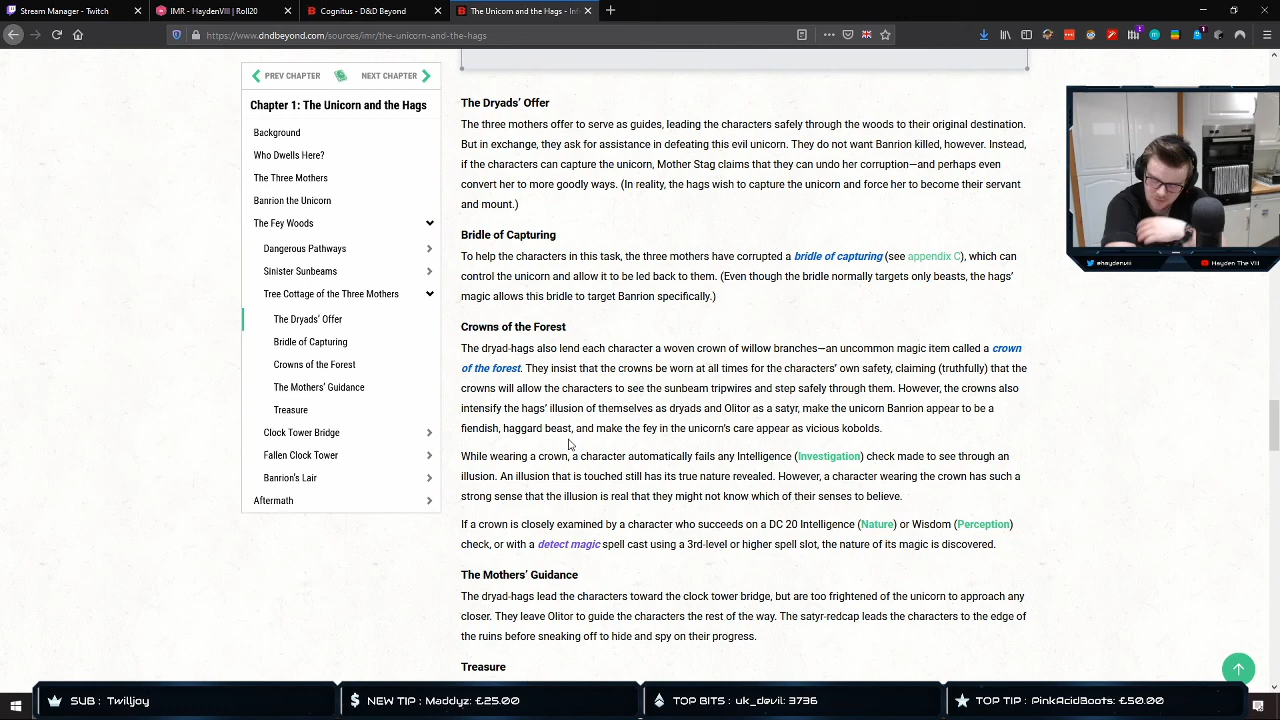 Stream Manager - Twitch
IMR - HaydenVIII | Roll20
Cognitus - D&D Beyond
The Unicorn and the Hags - Inf
https://www.dndbeyond.com/sources/imr/the-unicorn-and-the-hags
PREV CHAPTER
NEXT CHAPTER
Chapter 1: The Unicorn and the Hags
Background
Who Dwells Here?
The Three Mothers
Banrion the Unicorn
The Fey Woods
Dangerous Pathways
Sinister Sunbeams
Tree Cottage of the Three Mothers
The Dryads' Offer
Bridle of Capturing
Crowns of the Forest
The Mothers' Guidance
Treasure
Clock Tower Bridge
Fallen Clock Tower
Banrion's Lair
Aftermath
The Dryads' Offer
The three mothers offer to serve as guides, leading the characters safely through the woods to their original destination.
But in exchange, they ask for assistance in defeating this evil unicorn. They do not want Banrion killed, however. Instead,
if the characters can capture the unicorn, Mother Stag claims that they can undo her corruption—and perhaps even
convert her to more goodly ways. (In reality, the hags wish to capture the unicorn and force her to become their servant
and mount.)
Bridle of Capturing
To help the characters in this task, the three mothers have corrupted a bridle of capturing (see appendix C), which can
control the unicorn and allow it to be led back to them. (Even though the bridle normally targets only beasts, the hags'
magic allows this bridle to target Banrion specifically.)
Crowns of the Forest
The dryad-hags also lend each character a woven crown of willow branches—an uncommon magic item called a crown
of the forest. They insist that the crowns be worn at all times for the characters' own safety, claiming (truthfully) that the
crowns will allow the characters to see the sunbeam tripwires and step safely through them. However, the crowns also
intensify the hags' illusion of themselves as dryads and Olitor as a satyr, make the unicorn Banrion appear to be a
fiendish, haggard beast, and make the fey in the unicorn's care appear as vicious kobolds.
While wearing a crown, a character automatically fails any Intelligence (Investigation) check made to see through an
illusion. An illusion that is touched still has its true nature revealed. However, a character wearing the crown has such a
strong sense that the illusion is real that they might not know which of their senses to believe.
If a crown is closely examined by a character who succeeds on a DC 20 Intelligence (Nature) or Wisdom (Perception)
check, or with a detect magic spell cast using a 3rd-level or higher spell slot, the nature of its magic is discovered.
The Mothers' Guidance
The dryad-hags lead the characters toward the clock tower bridge, but are too frightened of the unicorn to approach any
closer. They leave Olitor to guide the characters the rest of the way. The satyr-redcap leads the characters to the edge of
the ruins before sneaking off to hide and spy on their progress.
Treasure
@haydenviii
Hayden The VIII
SUB : Twilljoy
NEW TIP : Maddyz: £25.00
TOP BITS : uk_devil: 3736
TOP TIP : PinkAcidBoots: £50.00